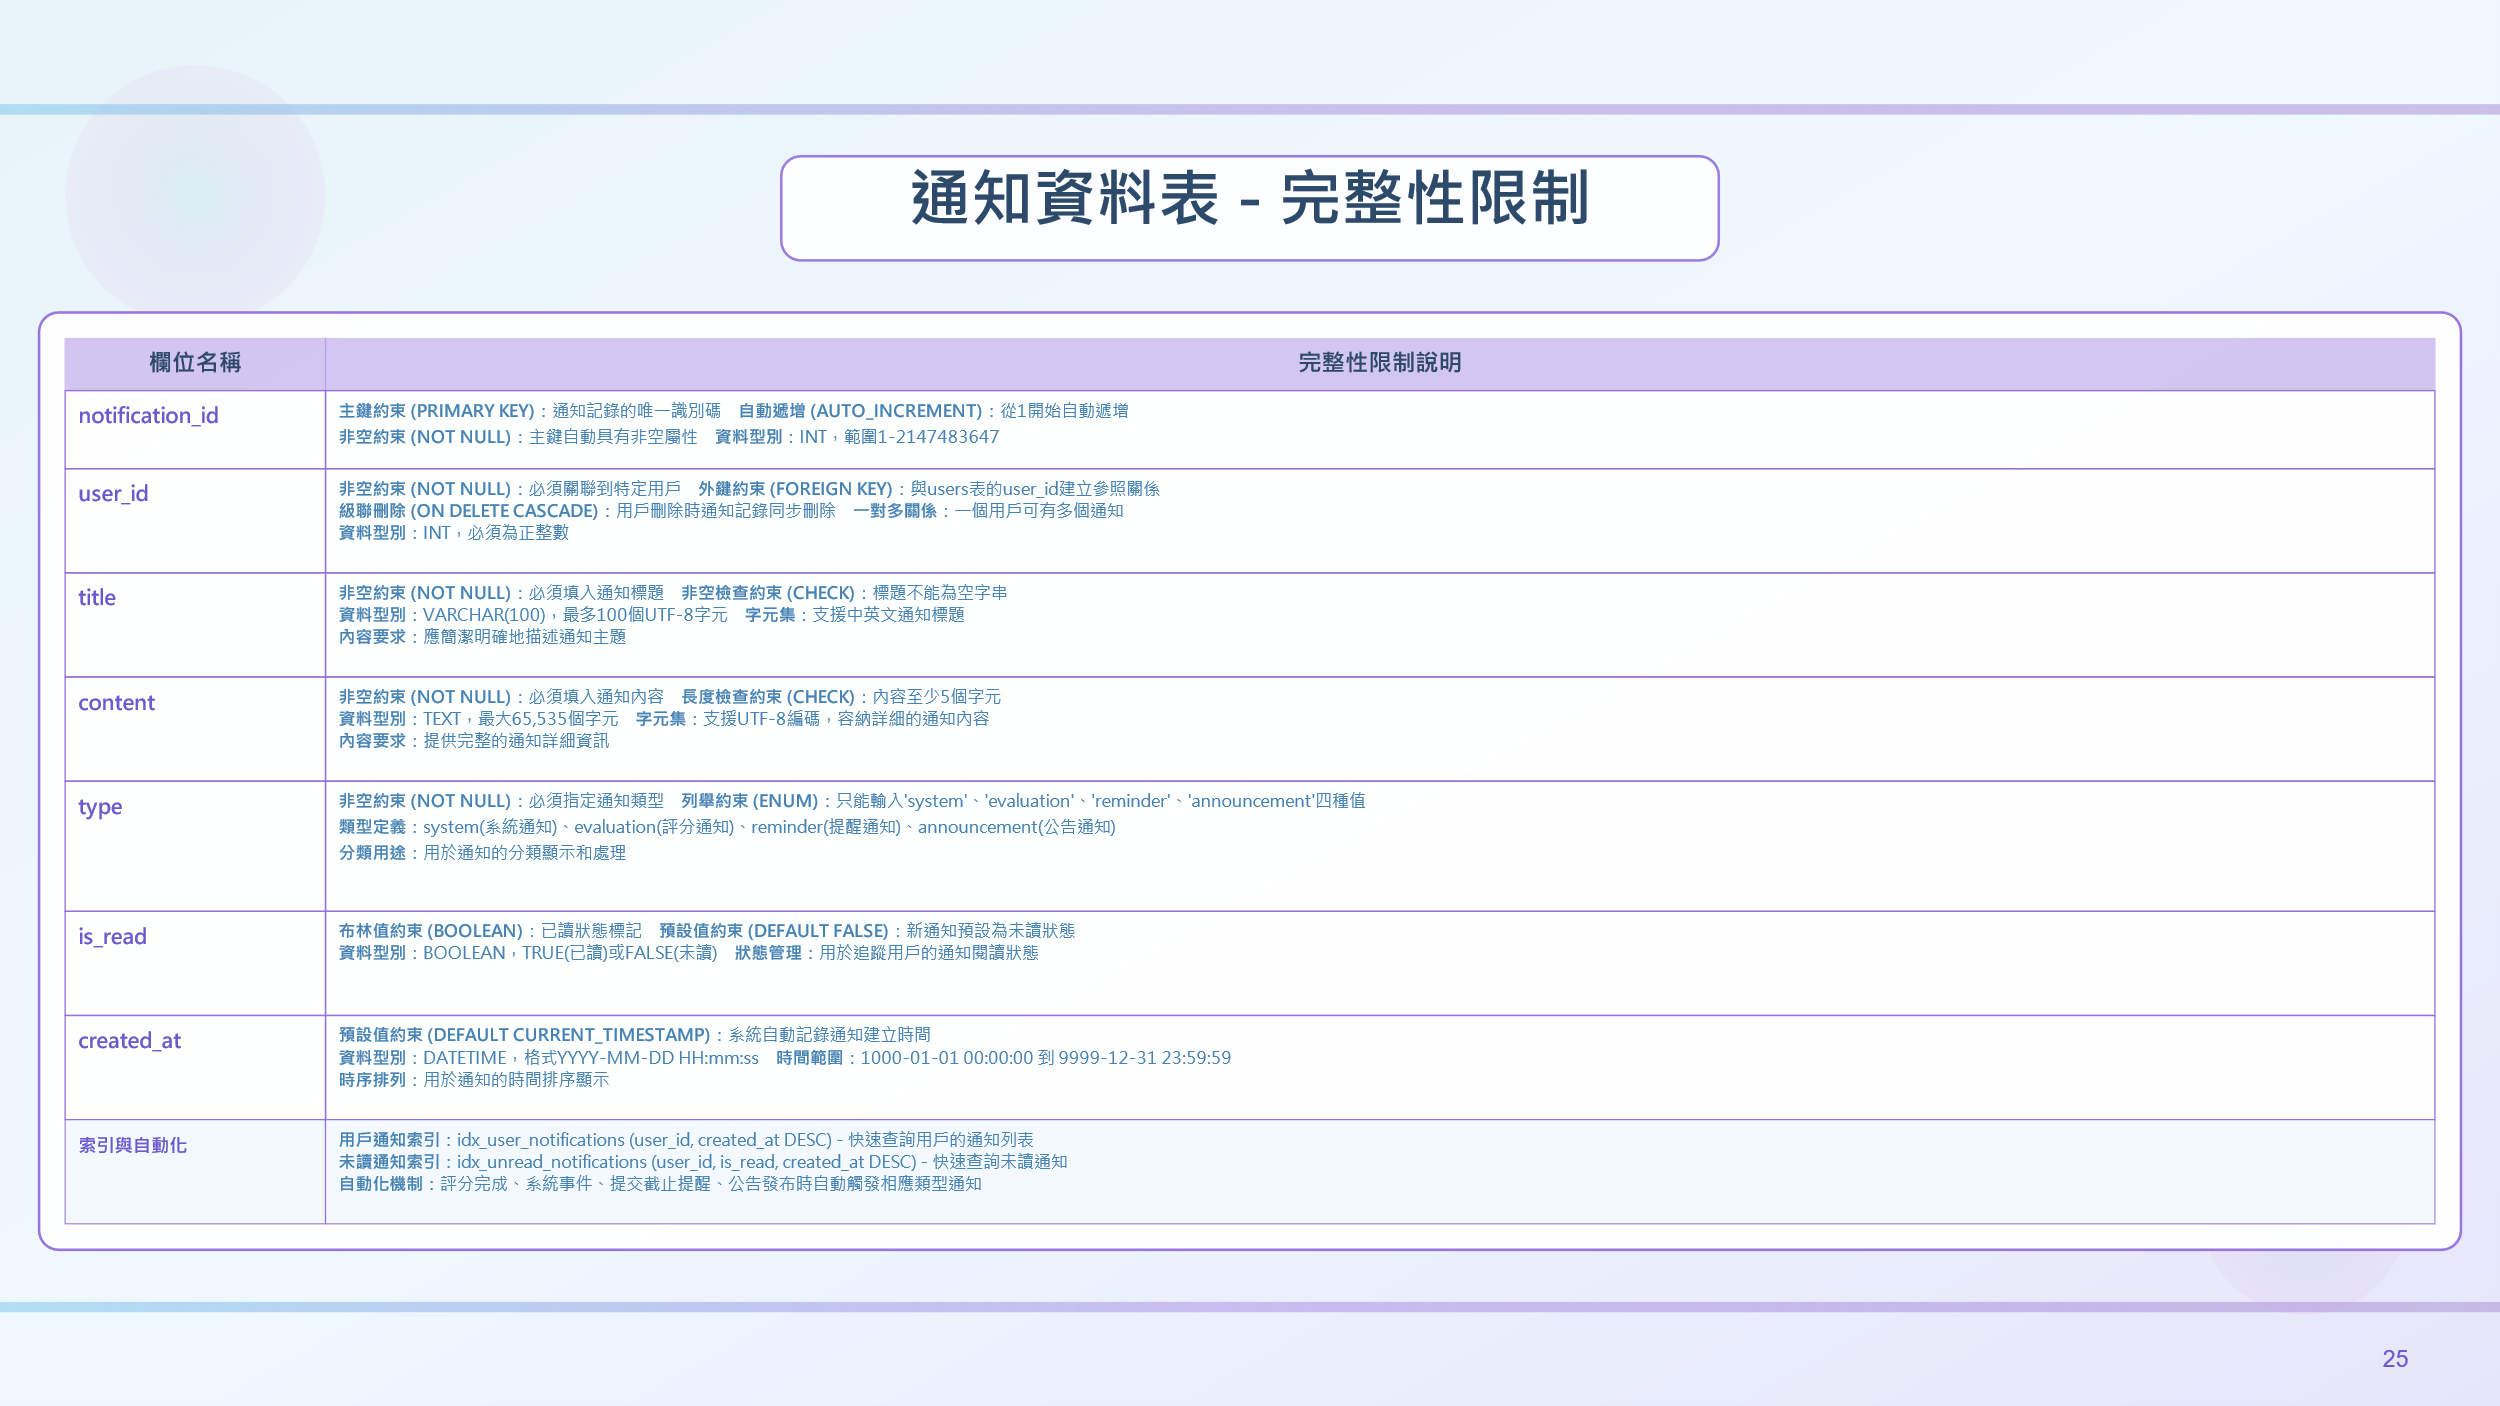 通知資料表 - 完整性限制
欄位名稱
完整性限制說明
notification_id
主鍵約束 (PRIMARY KEY)：通知記錄的唯一識別碼　自動遞增 (AUTO_INCREMENT)：從1開始自動遞增
非空約束 (NOT NULL)：主鍵自動具有非空屬性　資料型別：INT，範圍1-2147483647
user_id
非空約束 (NOT NULL)：必須關聯到特定用戶　外鍵約束 (FOREIGN KEY)：與users表的user_id建立參照關係
級聯刪除 (ON DELETE CASCADE)：用戶刪除時通知記錄同步刪除　一對多關係：一個用戶可有多個通知
資料型別：INT，必須為正整數
title
非空約束 (NOT NULL)：必須填入通知標題　非空檢查約束 (CHECK)：標題不能為空字串
資料型別：VARCHAR(100)，最多100個UTF-8字元　字元集：支援中英文通知標題
內容要求：應簡潔明確地描述通知主題
content
非空約束 (NOT NULL)：必須填入通知內容　長度檢查約束 (CHECK)：內容至少5個字元
資料型別：TEXT，最大65,535個字元　字元集：支援UTF-8編碼，容納詳細的通知內容
內容要求：提供完整的通知詳細資訊
type
非空約束 (NOT NULL)：必須指定通知類型　列舉約束 (ENUM)：只能輸入'system'、'evaluation'、'reminder'、'announcement'四種值
類型定義：system(系統通知)、evaluation(評分通知)、reminder(提醒通知)、announcement(公告通知)
分類用途：用於通知的分類顯示和處理
is_read
布林值約束 (BOOLEAN)：已讀狀態標記　預設值約束 (DEFAULT FALSE)：新通知預設為未讀狀態
資料型別：BOOLEAN，TRUE(已讀)或FALSE(未讀)　狀態管理：用於追蹤用戶的通知閱讀狀態
created_at
預設值約束 (DEFAULT CURRENT_TIMESTAMP)：系統自動記錄通知建立時間
資料型別：DATETIME，格式YYYY-MM-DD HH:mm:ss　時間範圍：1000-01-01 00:00:00 到 9999-12-31 23:59:59
時序排列：用於通知的時間排序顯示
索引與自動化
用戶通知索引：idx_user_notifications (user_id, created_at DESC) - 快速查詢用戶的通知列表
未讀通知索引：idx_unread_notifications (user_id, is_read, created_at DESC) - 快速查詢未讀通知
自動化機制：評分完成、系統事件、提交截止提醒、公告發布時自動觸發相應類型通知
25